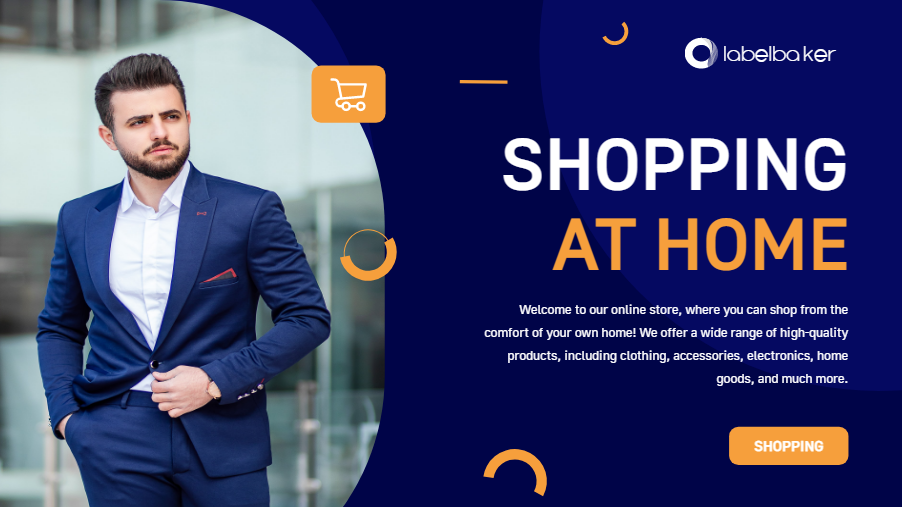 labelbaker
SHOPPING
AT HOME
Welcome to our online store, where you can shop from the
comfort of your own home! We offer a wide range of high-quality
products, including clothing, accessories, electronics, home
goods, and much more.
SHOPPING